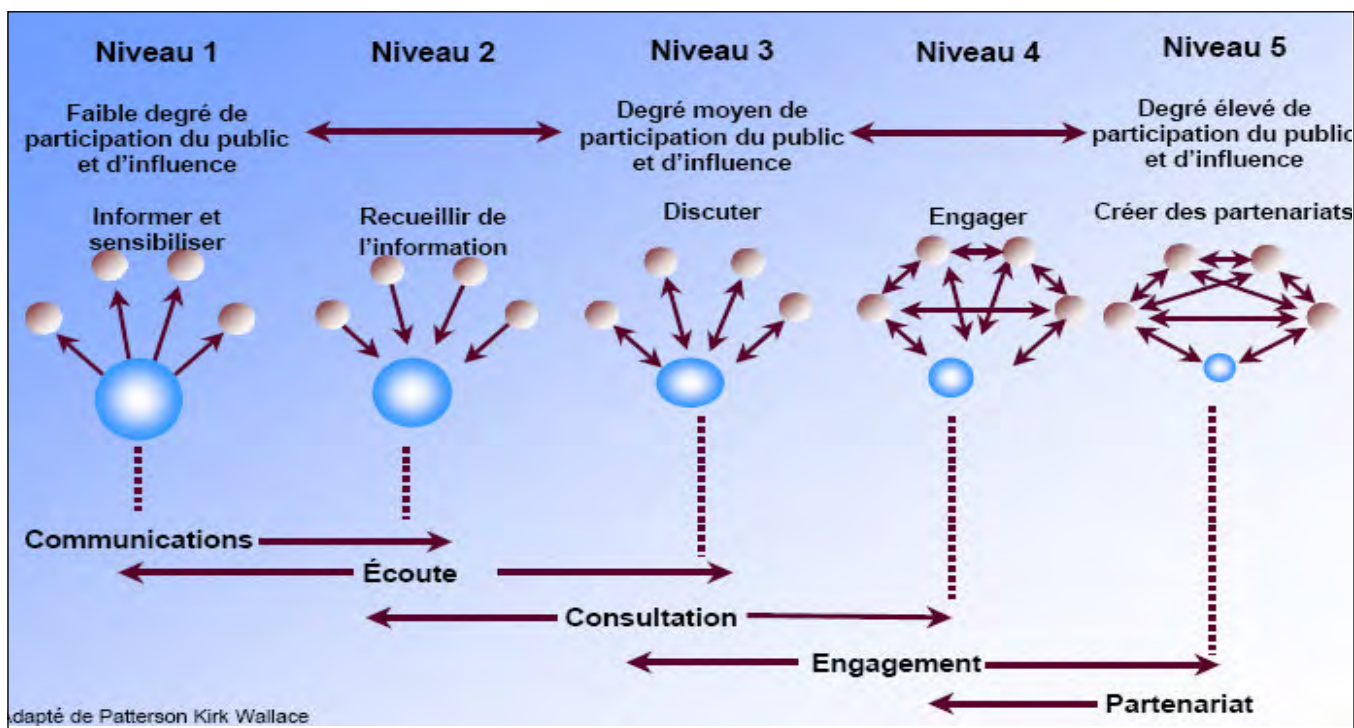 Niveau 1
Niveau 2
Niveau 3
Niveau 4
Niveau 5
Faible degré de
participation du public
et d'influence
Degré moyen de
participation du public
et d'influence
Degré élevé de
participation du public
et d'influence
Informer et
sensibiliser
Recueillir de
l'information
Discuter
Engager
Créer des partenariats
Communications
Écoute
Consultation
Engagement
Partenariat
Adapté de Patterson Kirk Wallace